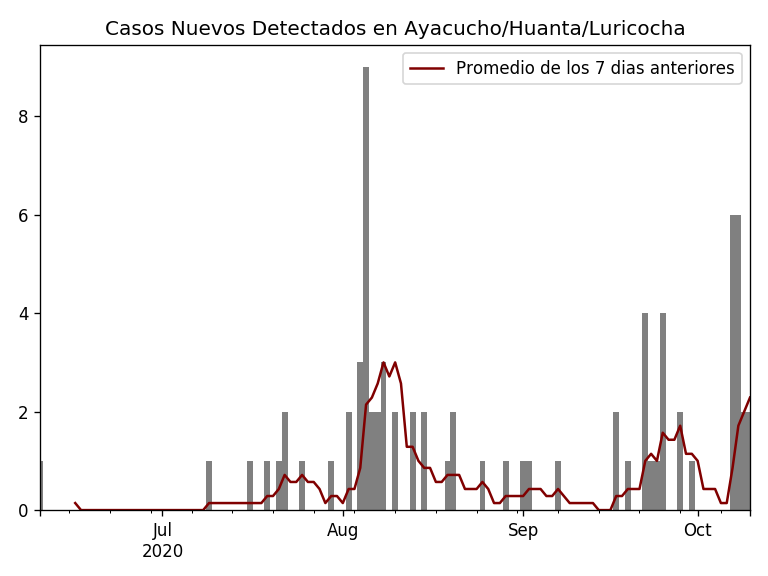 Casos Nuevos Detectados en Ayacucho/Huanta/Luricocha
Promedio de los 7 dias anteriores
8
6
4
2
0
Jul Aug Sep Oct
2020